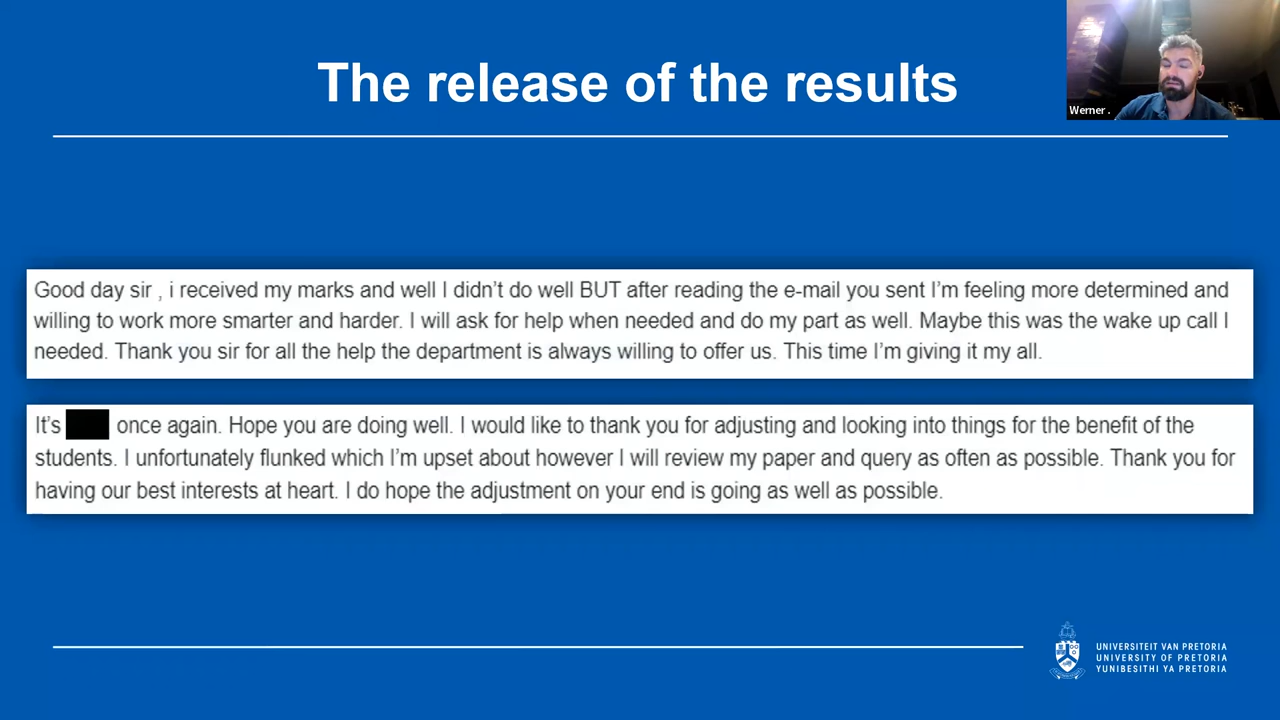 The release of the results
Werner .
Good day sir , i received my marks and well I didn't do well BUT after reading the e-mail you sent I'm feeling more determined and
willing to work more smarter and harder. I will ask for help when needed and do my part as well. Maybe this was the wake up call I
needed. Thank you sir for all the help the department is always willing to offer us. This time I'm giving it my all.
It's once again. Hope you are doing well. I would like to thank you for adjusting and looking into things for the benefit of the
students. I unfortunately flunked which I'm upset about however I will review my paper and query as often as possible. Thank you for
having our best interests at heart. I do hope the adjustment on your end is going as well as possible.
UNIVERSITEIT VAN PRETORIA
UNIVERSITY OF PRETORIA
YUNIBESITHI YA PRETORIA